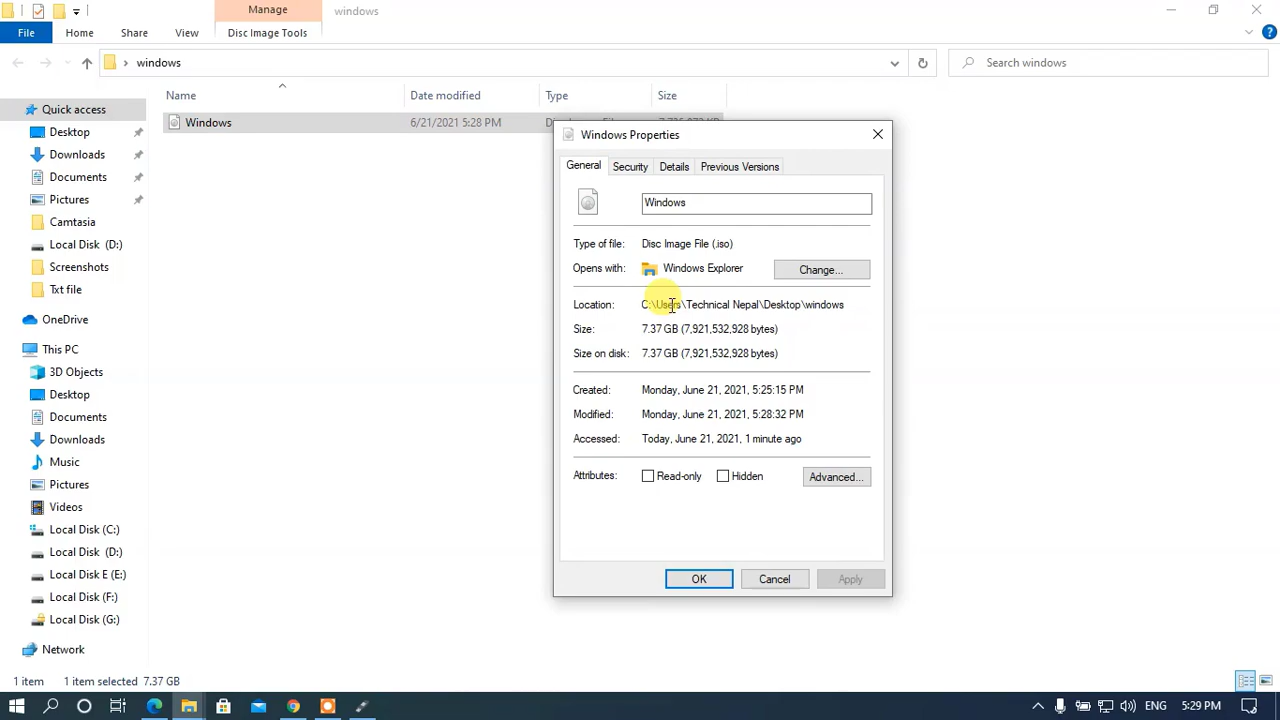 Manage
windows
File
Home
Share
View
Disc Image Tools
windows
Search windows
Name
Date modified
Type
Size
Quick access
Desktop
Downloads
Documents
Pictures
Camtasia
Local Disk (D:)
Screenshots
Txt file
OneDrive
This PC
3D Objects
Desktop
Documents
Downloads
Music
Pictures
Videos
Local Disk (C:)
Local Disk (D:)
Local Disk E (E:)
Local Disk (F:)
Local Disk (G:)
Network
Windows
6/21/2021 5:28 PM
Windows Properties
General
Security
Details
Previous Versions
Windows
Type of file: Disc Image File (.iso)
Opens with: Windows Explorer
Change...
Location: C:\Users\Technical Nepal\Desktop\windows
Size: 7.37 GB (7,921,532,928 bytes)
Size on disk: 7.37 GB (7,921,532,928 bytes)
Created: Monday, June 21, 2021, 5:25:15 PM
Modified: Monday, June 21, 2021, 5:28:32 PM
Accessed: Today, June 21, 2021, 1 minute ago
Attributes: Read-only Hidden
Advanced...
OK
Cancel
Apply
1 item
1 item selected 7.37 GB
ENG
5:29 PM